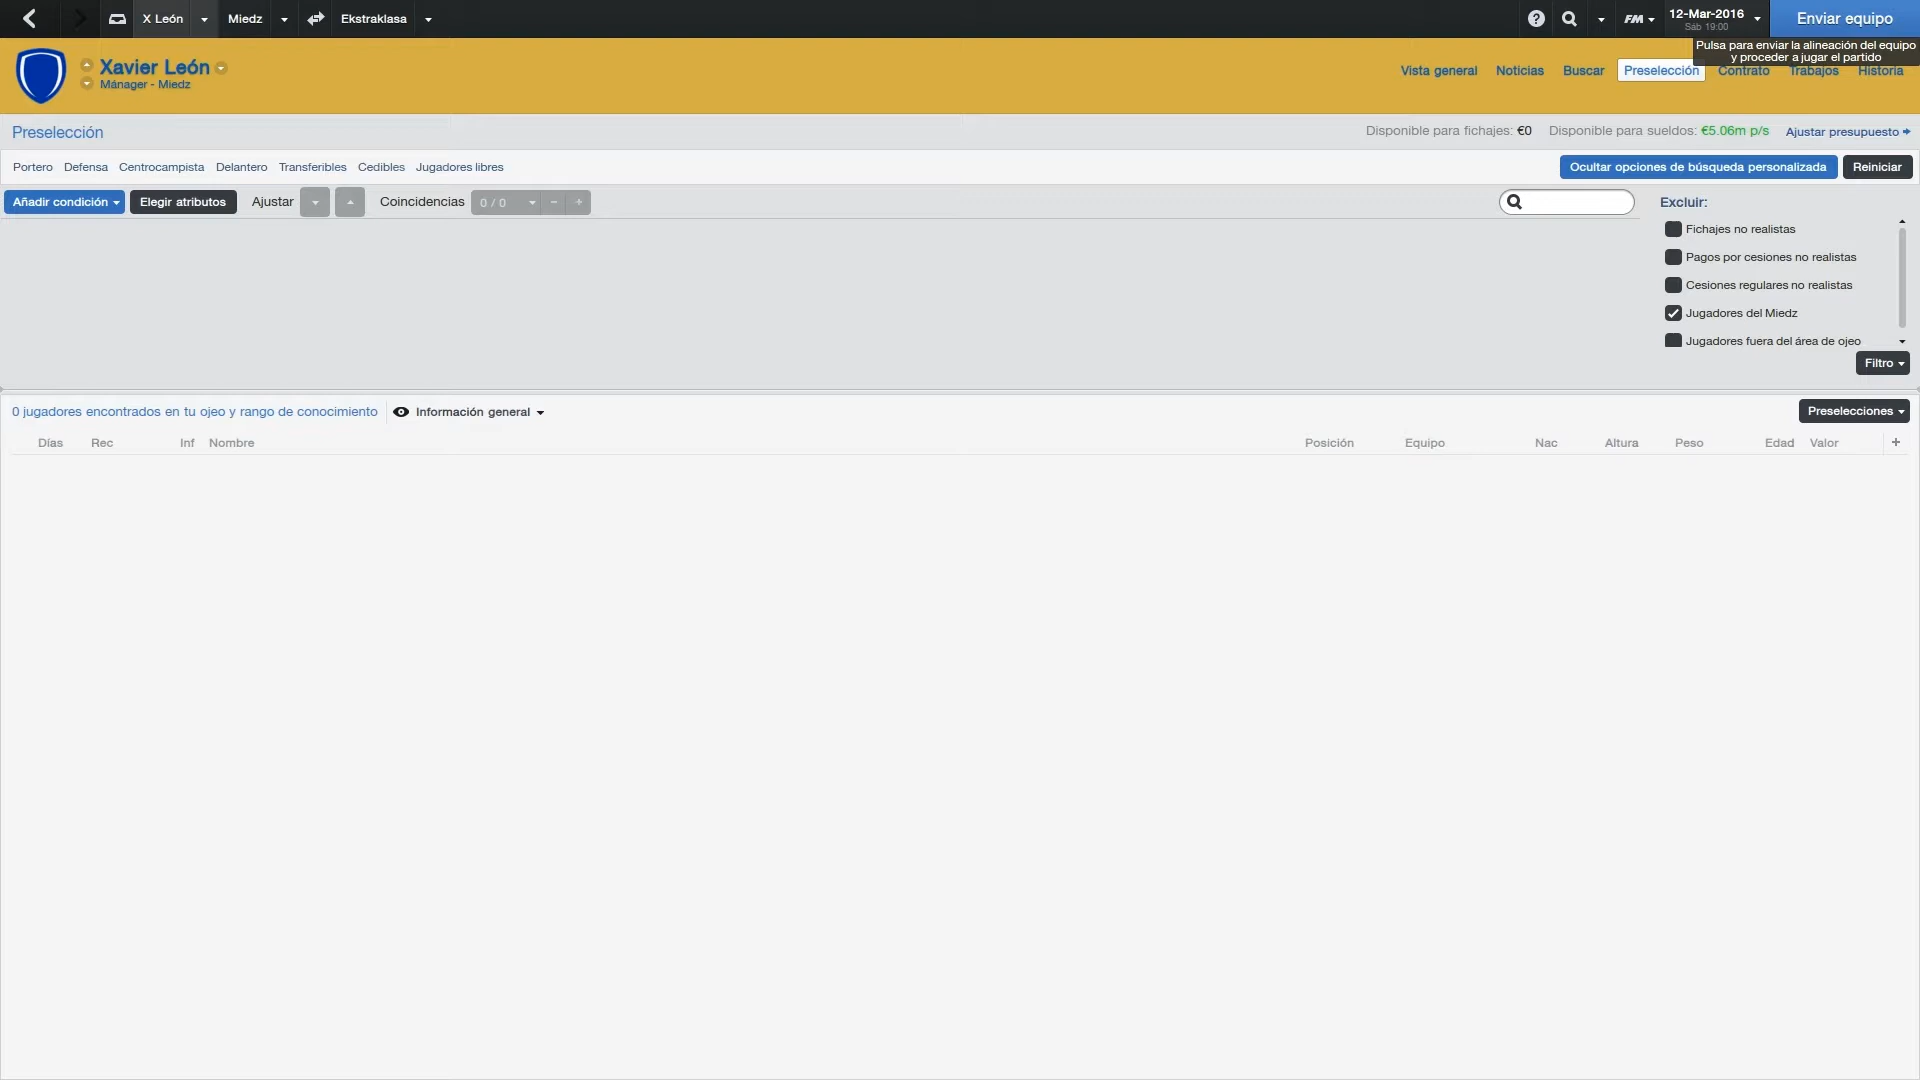 X León
Miedz
Ekstraklasa
FM
12-Mar-2016
Sáb 19:00
Enviar equipo
Pulsa para enviar la alineación del equipo
y proceder a jugar el partido
Xavier León
Mánager - Miedz
Vista general Noticias Buscar Preselección Contrato Trabajos Historia
Preselección
Disponible para fichajes: €0 Disponible para sueldos: €5.06m p/s Ajustar presupuesto
Portero Defensa Centrocampista Delantero Transferibles Cedibles Jugadores libres
Ocultar opciones de búsqueda personalizada Reiniciar
Añadir condición Elegir atributos Ajustar Coincidencias 0 / 0 - +
Excluir:
Fichajes no realistas
Pagos por cesiones no realistas
Cesiones regulares no realistas
Jugadores del Miedz
Jugadores fuera del área de ojeo
Filtro
0 jugadores encontrados en tu ojeo y rango de conocimiento Información general Preselecciones
Días Rec Inf Nombre Posición Equipo Nac Altura Peso Edad Valor +